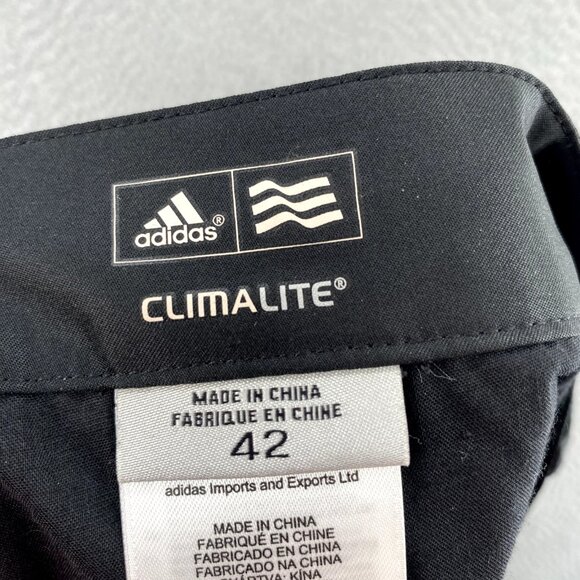 adidas®
CLIMALITE®
MADE IN CHINA
FABRIQUE EN CHINE
42
adidas Imports and Exports Ltd
MADE IN CHINA
FABRIQUÉ EN CHINE
FABRICADO EN CHINA
FABRICADO NA CHINA
KÍNA